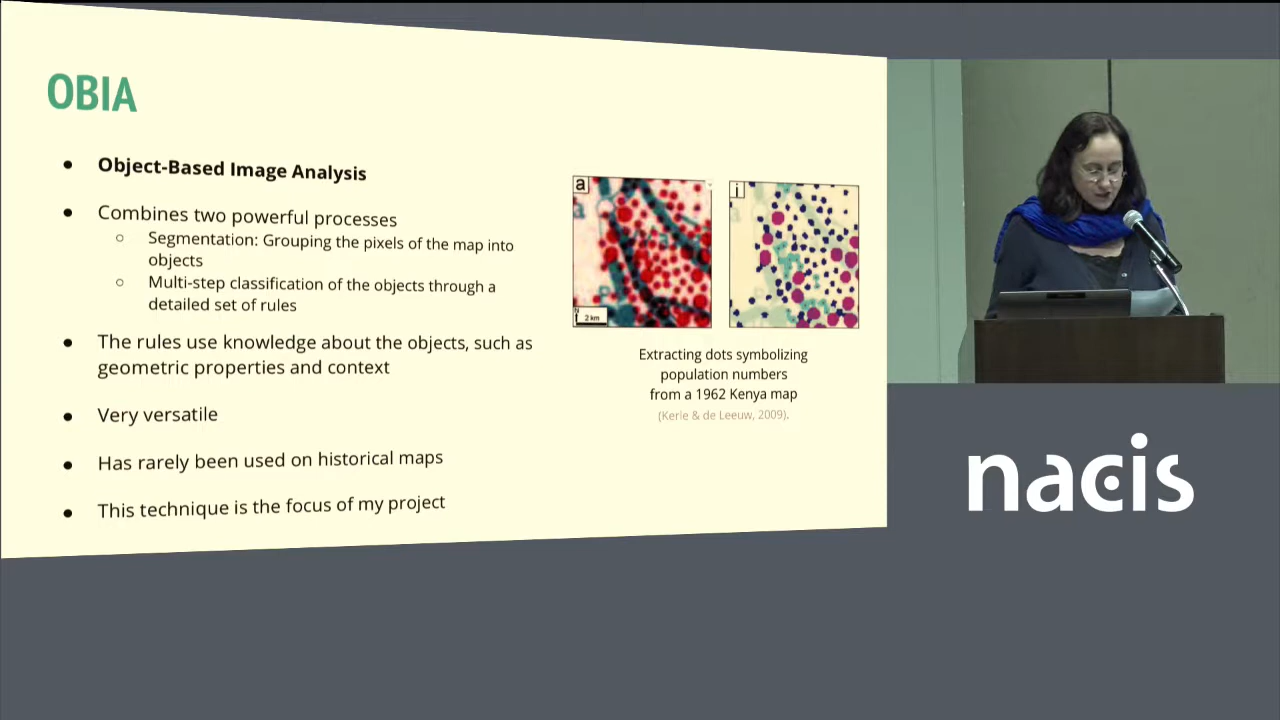 OBIA
Object-Based Image Analysis
Combines two powerful processes
Segmentation: Grouping the pixels of the map into
objects
Multi-step classification of the objects through a
detailed set of rules
The rules use knowledge about the objects, such as
geometric properties and context
Very versatile
Has rarely been used on historical maps
This technique is the focus of my project
a
N
2 km
i
Extracting dots symbolizing
population numbers
from a 1962 Kenya map
(Kerle & de Leeuw, 2009).
nacis